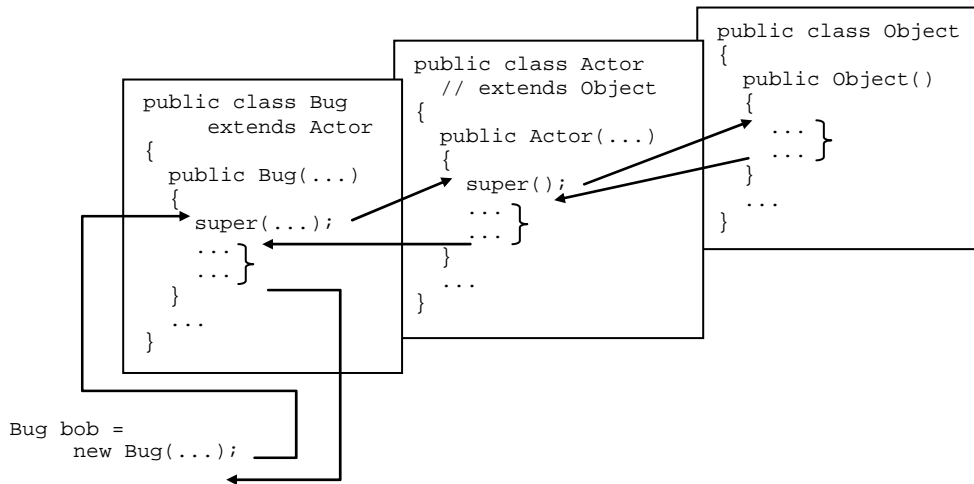 public class Bug
extends Actor
{
public Bug(...)
{
super(...);
...
...
}
...
}
public class Actor
// extends Object
{
public Actor(...)
{
super();
...
...
}
...
}
public class Object
{
public Object()
{
...
...
}
...
}
Bug bob =
new Bug(...);